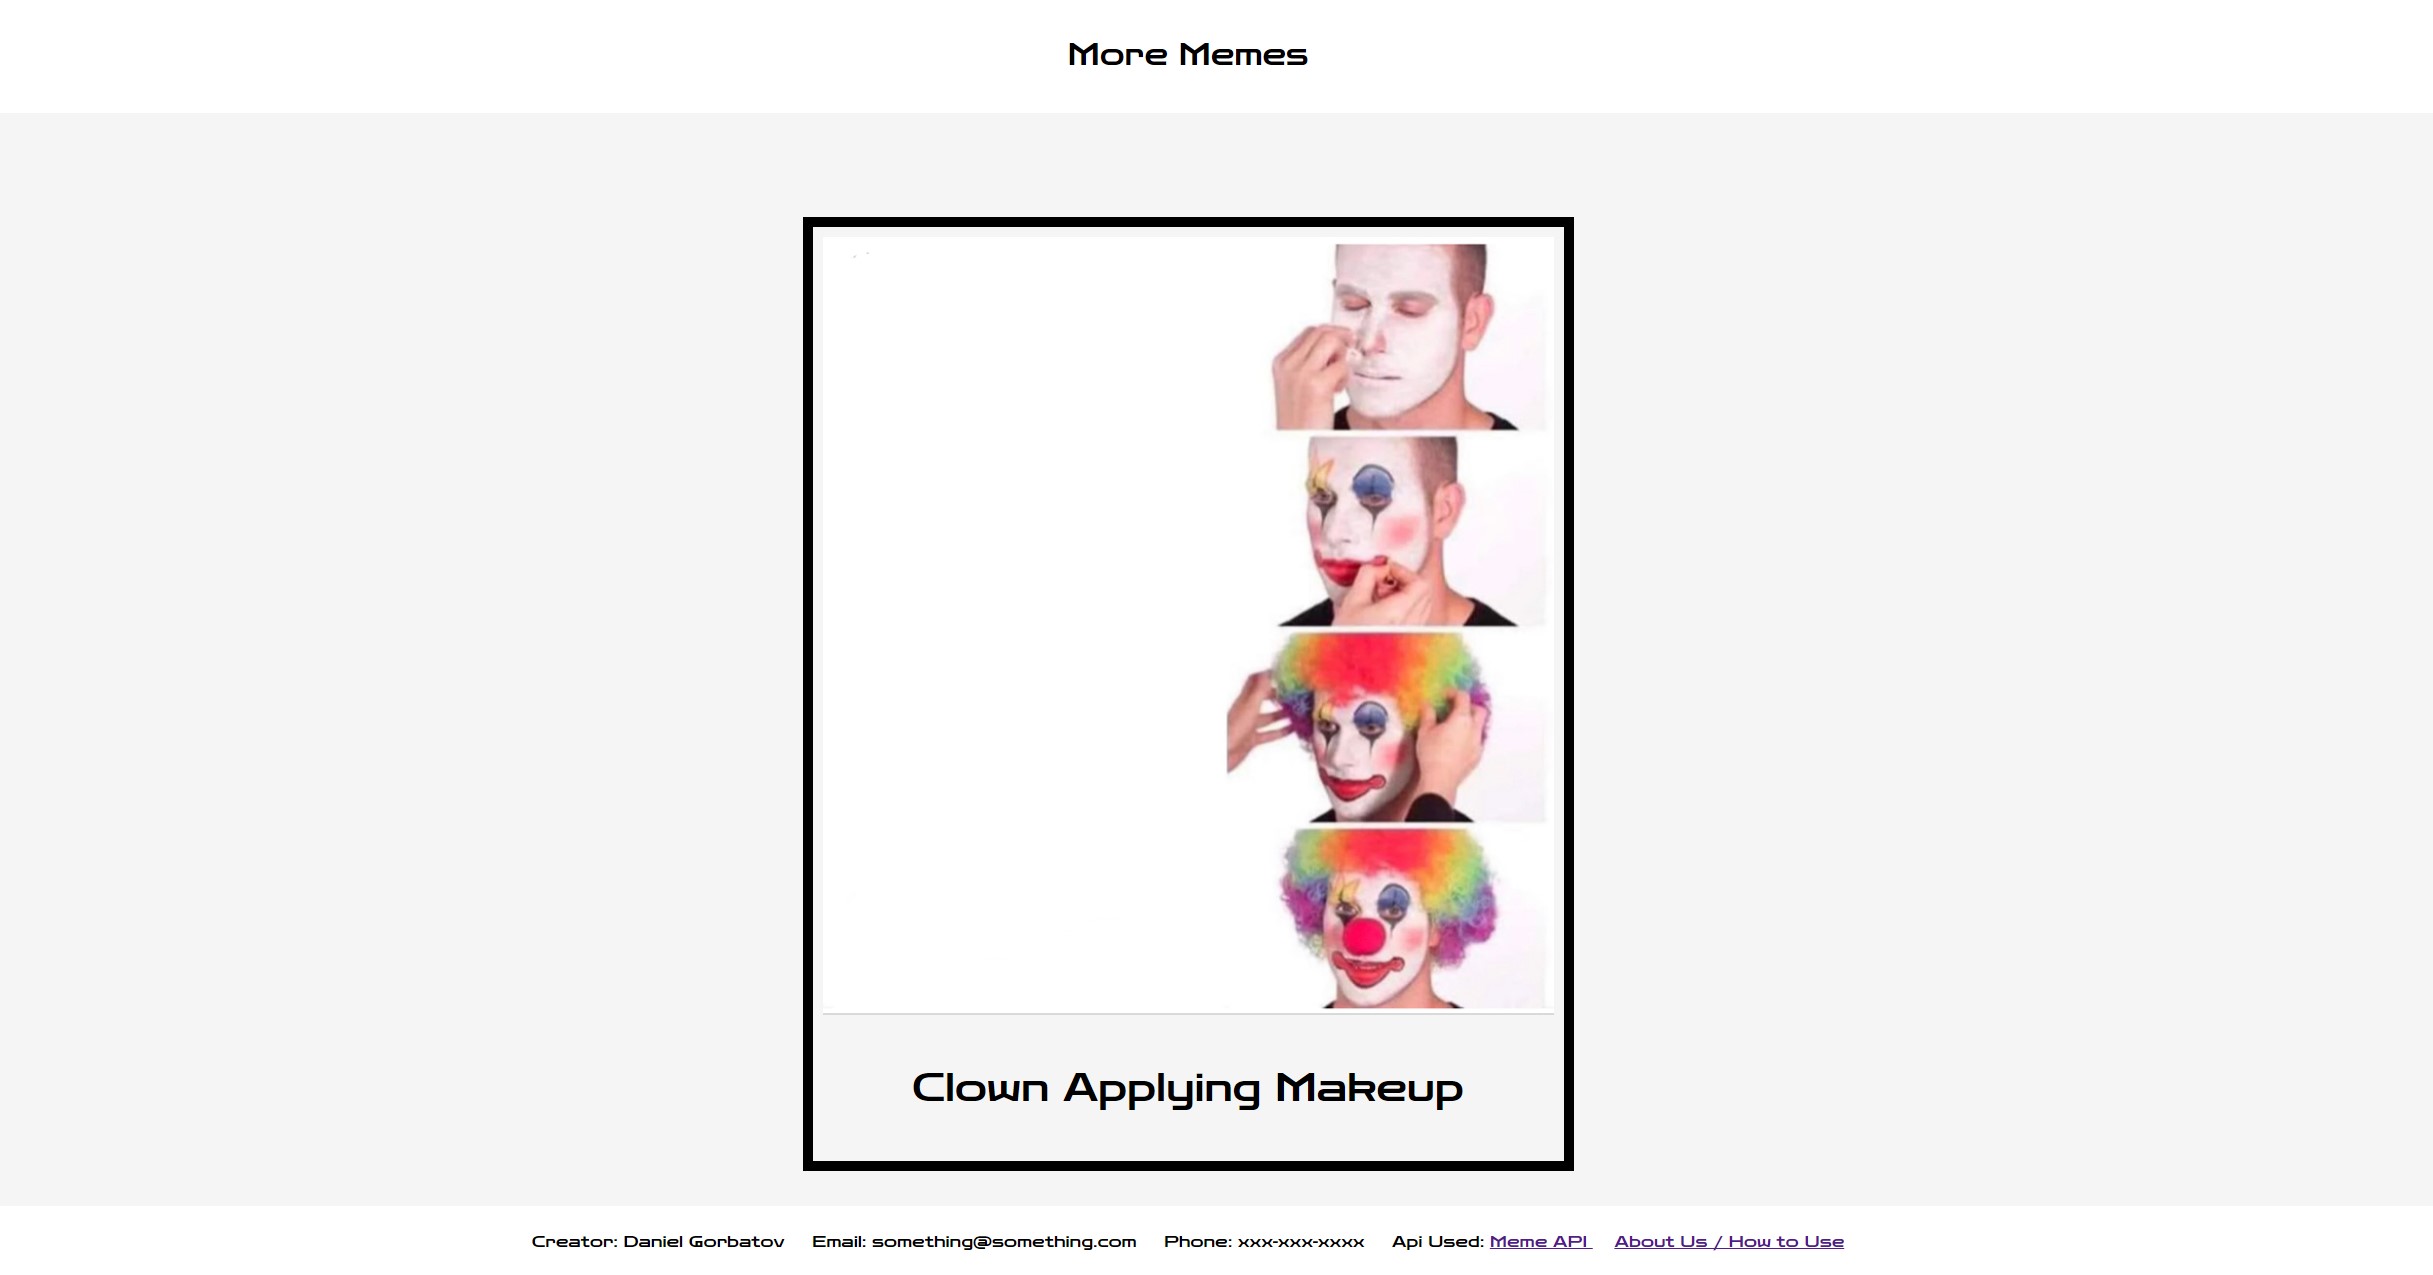 More Memes
Clown Applying Makeup
Creator: Daniel Gorbatov Email: something@something.com Phone: xxx-xxx-xxxx Api Used: Meme API About Us / How to Use